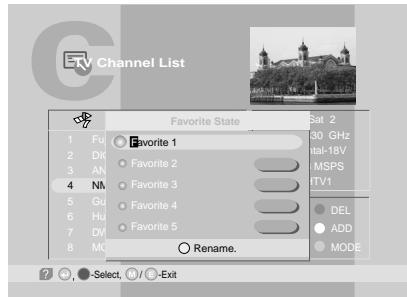 TV Channel List
Favorite State
Sat 2
Favorite 1
30 GHz
1 Fu
2 DIC
Favorite 2
ntal-18V
3 AN
MSPS
4 NM
Favorite 3
HTV1
5 Gu
Favorite 4
DEL
6 Hu
7 DW
Favorite 5
ADD
8 MC
Rename.
MODE
? , -Select, M / E -Exit